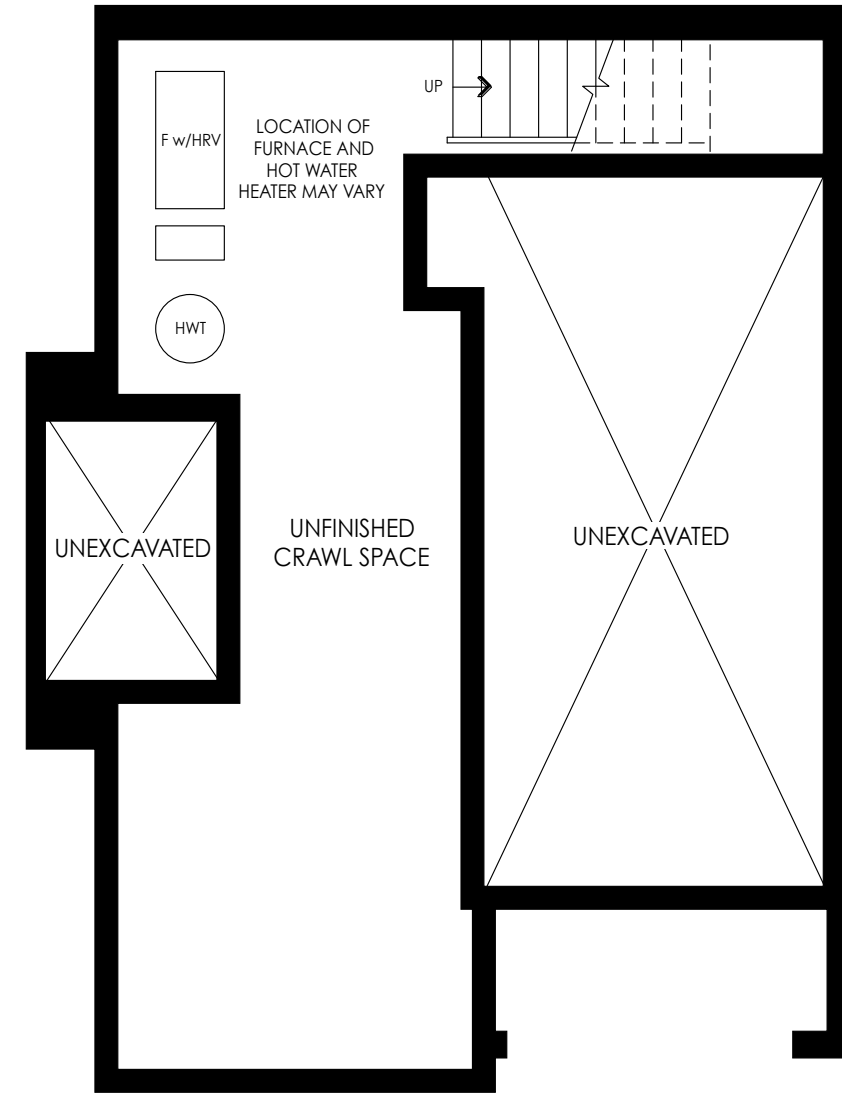 UP
F w/HRV
LOCATION OF
FURNACE AND
HOT WATER
HEATER MAY VARY
HWT
UNEXCAVATED
UNFINISHED
CRAWL SPACE
UNEXCAVATED